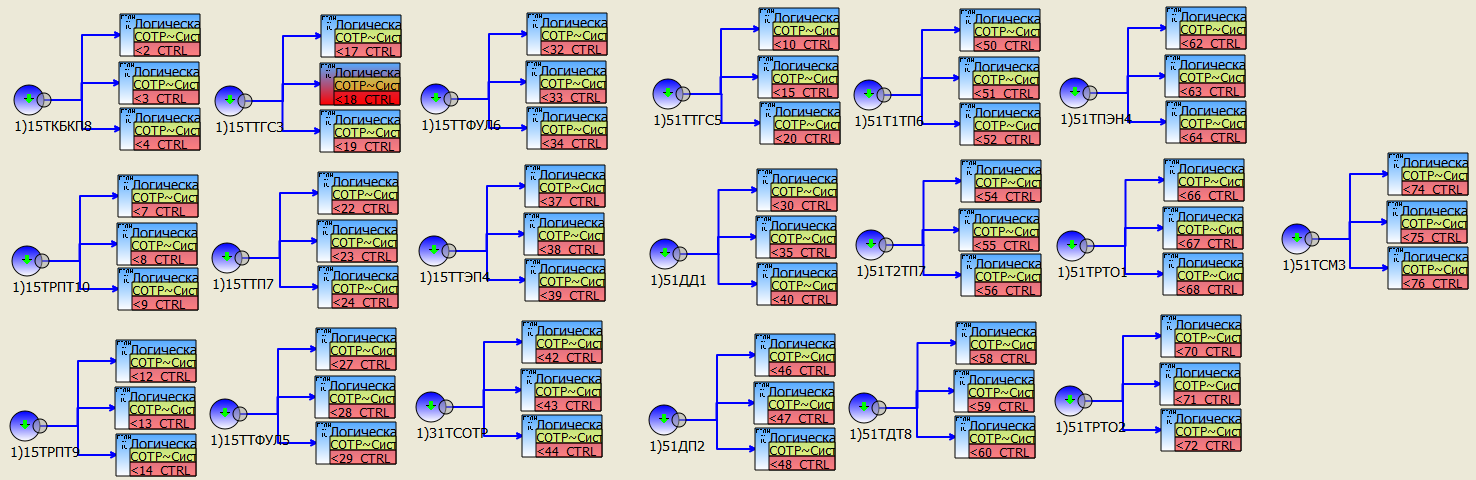 Логическа
СОТР~Сист
<2 CTRL
Логическа
СОТР~Сист
<3 CTRL
Логическа
СОТР~Сист
<4 CTRL
1)15ТКБКП8
Логическа
СОТР~Сист
<17 CTRL
Логическа
СОТР~Сист
<18 CTRL
Логическа
СОТР~Сист
<19 CTRL
1)15ТТГС3
Логическа
СОТР~Сист
<32 CTRL
Логическа
СОТР~Сист
<33 CTRL
Логическа
СОТР~Сист
<34 CTRL
1)15ТТФУЛ6
Логическа
СОТР~Сист
<10 CTRL
Логическа
СОТР~Сист
<15 CTRL
Логическа
СОТР~Сист
<20 CTRL
1)51ТТГС5
Логическа
СОТР~Сист
<50 CTRL
Логическа
СОТР~Сист
<51 CTRL
Логическа
СОТР~Сист
<52 CTRL
1)51Т1ТП6
Логическа
СОТР~Сист
<62 CTRL
Логическа
СОТР~Сист
<63 CTRL
Логическа
СОТР~Сист
<64 CTRL
1)51ТПЭН4
Логическа
СОТР~Сист
<7 CTRL
Логическа
СОТР~Сист
<8 CTRL
Логическа
СОТР~Сист
<9 CTRL
1)15ТРПТ10
Логическа
СОТР~Сист
<22 CTRL
Логическа
СОТР~Сист
<23 CTRL
Логическа
СОТР~Сист
<24 CTRL
1)15ТТП7
Логическа
СОТР~Сист
<37 CTRL
Логическа
СОТР~Сист
<38 CTRL
Логическа
СОТР~Сист
<39 CTRL
1)15ТТЭП4
Логическа
СОТР~Сист
<30 CTRL
Логическа
СОТР~Сист
<35 CTRL
Логическа
СОТР~Сист
<40 CTRL
1)51ДД1
Логическа
СОТР~Сист
<54 CTRL
Логическа
СОТР~Сист
<55 CTRL
Логическа
СОТР~Сист
<56 CTRL
1)51Т2ТП7
Логическа
СОТР~Сист
<66 CTRL
Логическа
СОТР~Сист
<67 CTRL
Логическа
СОТР~Сист
<68 CTRL
1)51ТРТО1
Логическа
СОТР~Сист
<74 CTRL
Логическа
СОТР~Сист
<75 CTRL
Логическа
СОТР~Сист
<76 CTRL
1)51ТСМ3
Логическа
СОТР~Сист
<12 CTRL
Логическа
СОТР~Сист
<13 CTRL
Логическа
СОТР~Сист
<14 CTRL
1)15ТРПТ9
Логическа
СОТР~Сист
<27 CTRL
Логическа
СОТР~Сист
<28 CTRL
Логическа
СОТР~Сист
<29 CTRL
1)15ТТФУЛ5
Логическа
СОТР~Сист
<42 CTRL
Логическа
СОТР~Сист
<43 CTRL
Логическа
СОТР~Сист
<44 CTRL
1)31ТСОТР
Логическа
СОТР~Сист
<46 CTRL
Логическа
СОТР~Сист
<47 CTRL
Логическа
СОТР~Сист
<48 CTRL
1)51ДП2
Логическа
СОТР~Сист
<58 CTRL
Логическа
СОТР~Сист
<59 CTRL
Логическа
СОТР~Сист
<60 CTRL
1)51ТДТ8
Логическа
СОТР~Сист
<70 CTRL
Логическа
СОТР~Сист
<71 CTRL
Логическа
СОТР~Сист
<72 CTRL
1)51ТРТО2